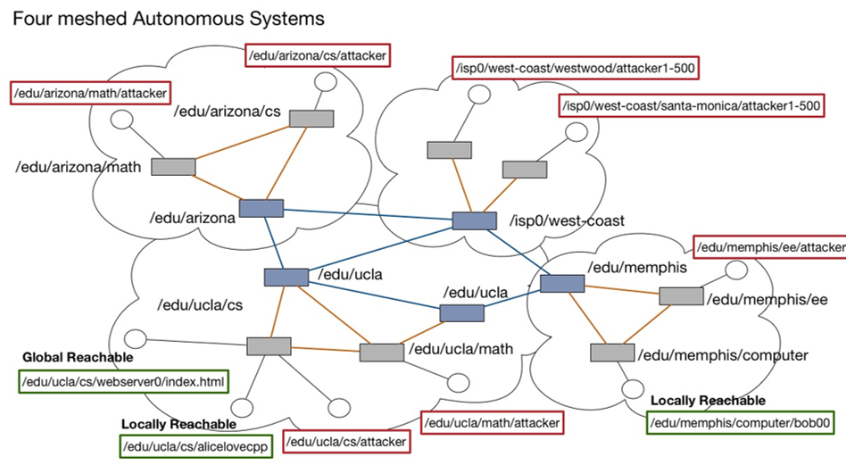 Four meshed Autonomous Systems
/edu/arizona/cs/attacker
/isp0/west-coast/westwood/attacker1-500
/edu/arizona/math/attacker
/edu/arizona/cs
/isp0/west-coast/santa-monica/attacker1-500
/edu/arizona/math
/edu/arizona
/isp0/west-coast
/edu/memphis/ee/attacker
/edu/ucla
/edu/memphis
/edu/ucla/cs
/edu/ucla
/edu/memphis/ee
/edu/ucla/math
/edu/memphis/computer
Global Reachable
/edu/ucla/cs/webserver0/index.html
Locally Reachable
/edu/memphis/computer/bob00
Locally Reachable
/edu/ucla/math/attacker
/edu/ucla/cs/alicelovecpp
/edu/ucla/cs/attacker